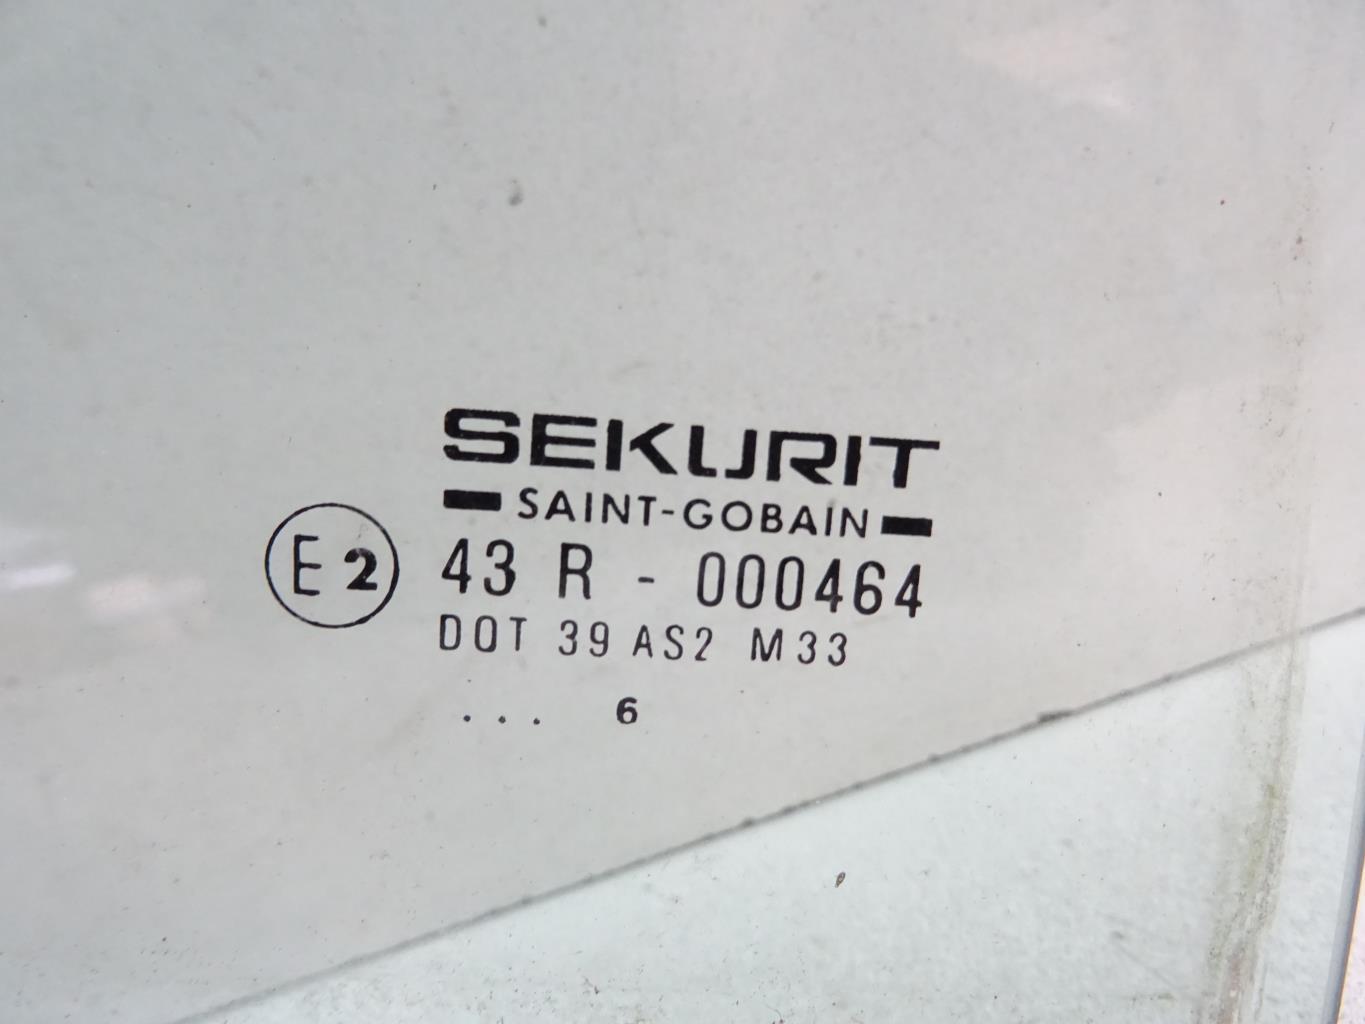 SEKURIT
SAINT-GOBAIN
E2 43 R - 000464
DOT 39 AS2 M33
... 6